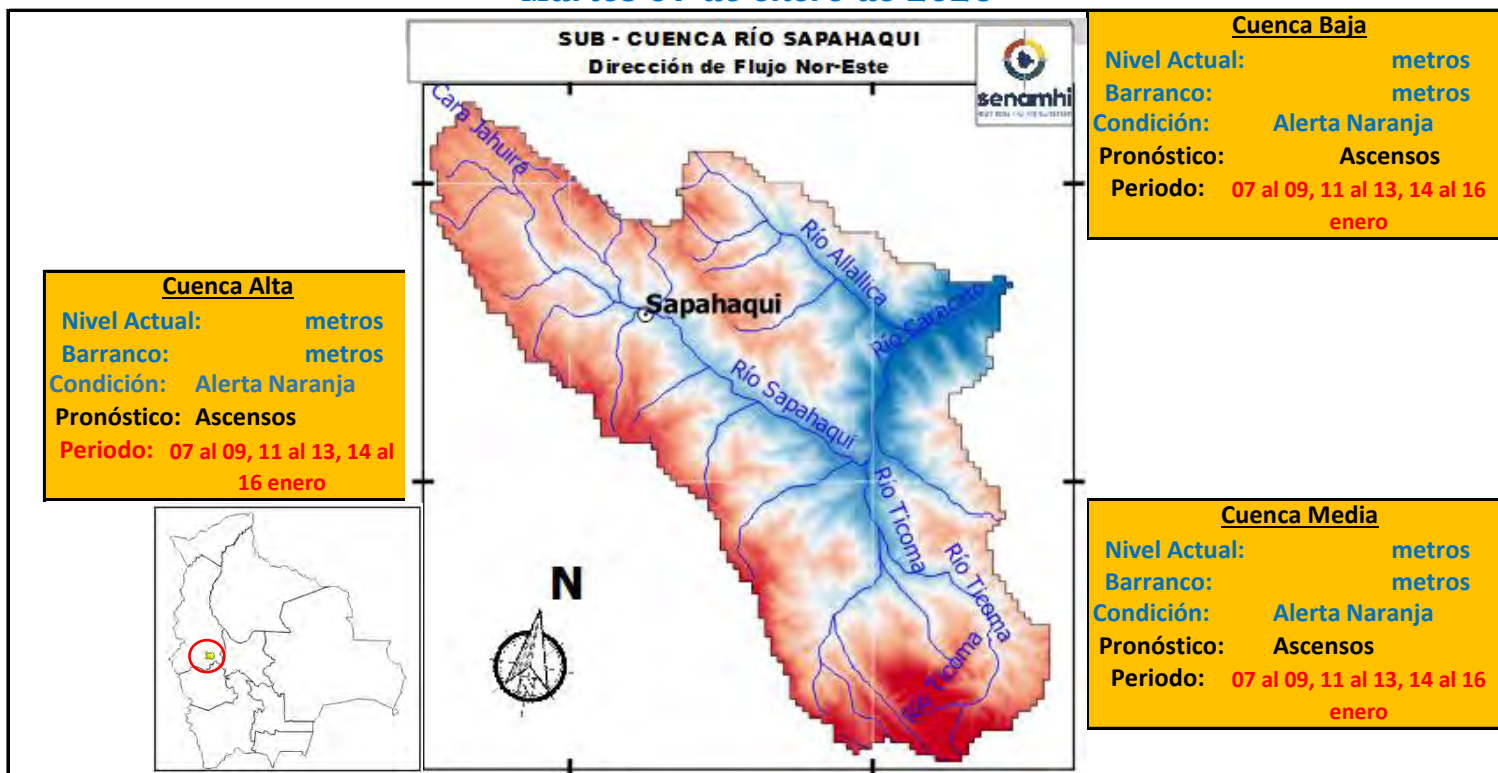 SUB - CUENCA RÍO SAPAHAQUI
Dirección de Flujo Nor-Este
senamhi
Cuenca Baja
Nivel Actual: metros
Barranco: metros
Condición: Alerta Naranja
Pronóstico: Ascensos
Periodo: 07 al 09, 11 al 13, 14 al 16
enero
Cuenca Alta
Nivel Actual: metros
Barranco: metros
Condición: Alerta Naranja
Pronóstico: Ascensos
Periodo: 07 al 09, 11 al 13, 14 al
16 enero
Cara Jahuira
Río Allallica
Río Caracato
Sapahaqui
Río Sapahaqui
Río Ticoma
Río Ticoma
Río Ticoma
N
Cuenca Media
Nivel Actual: metros
Barranco: metros
Condición: Alerta Naranja
Pronóstico: Ascensos
Periodo: 07 al 09, 11 al 13, 14 al 16
enero